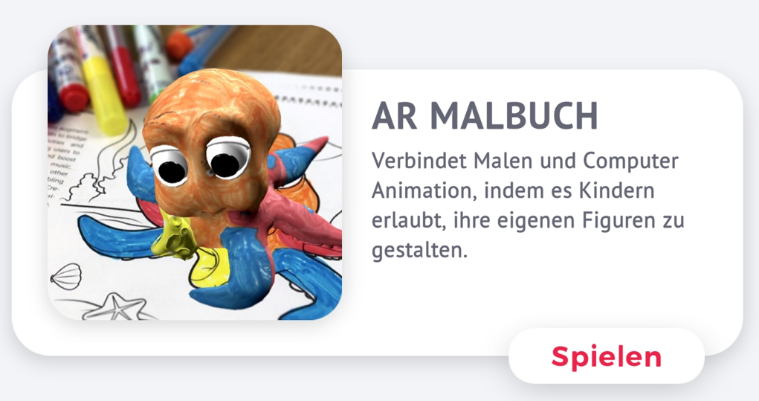 AR MALBUCH
Verbindet Malen und Computer
Animation, indem es Kindern
erlaubt, ihre eigenen Figuren zu
gestalten.
Spielen